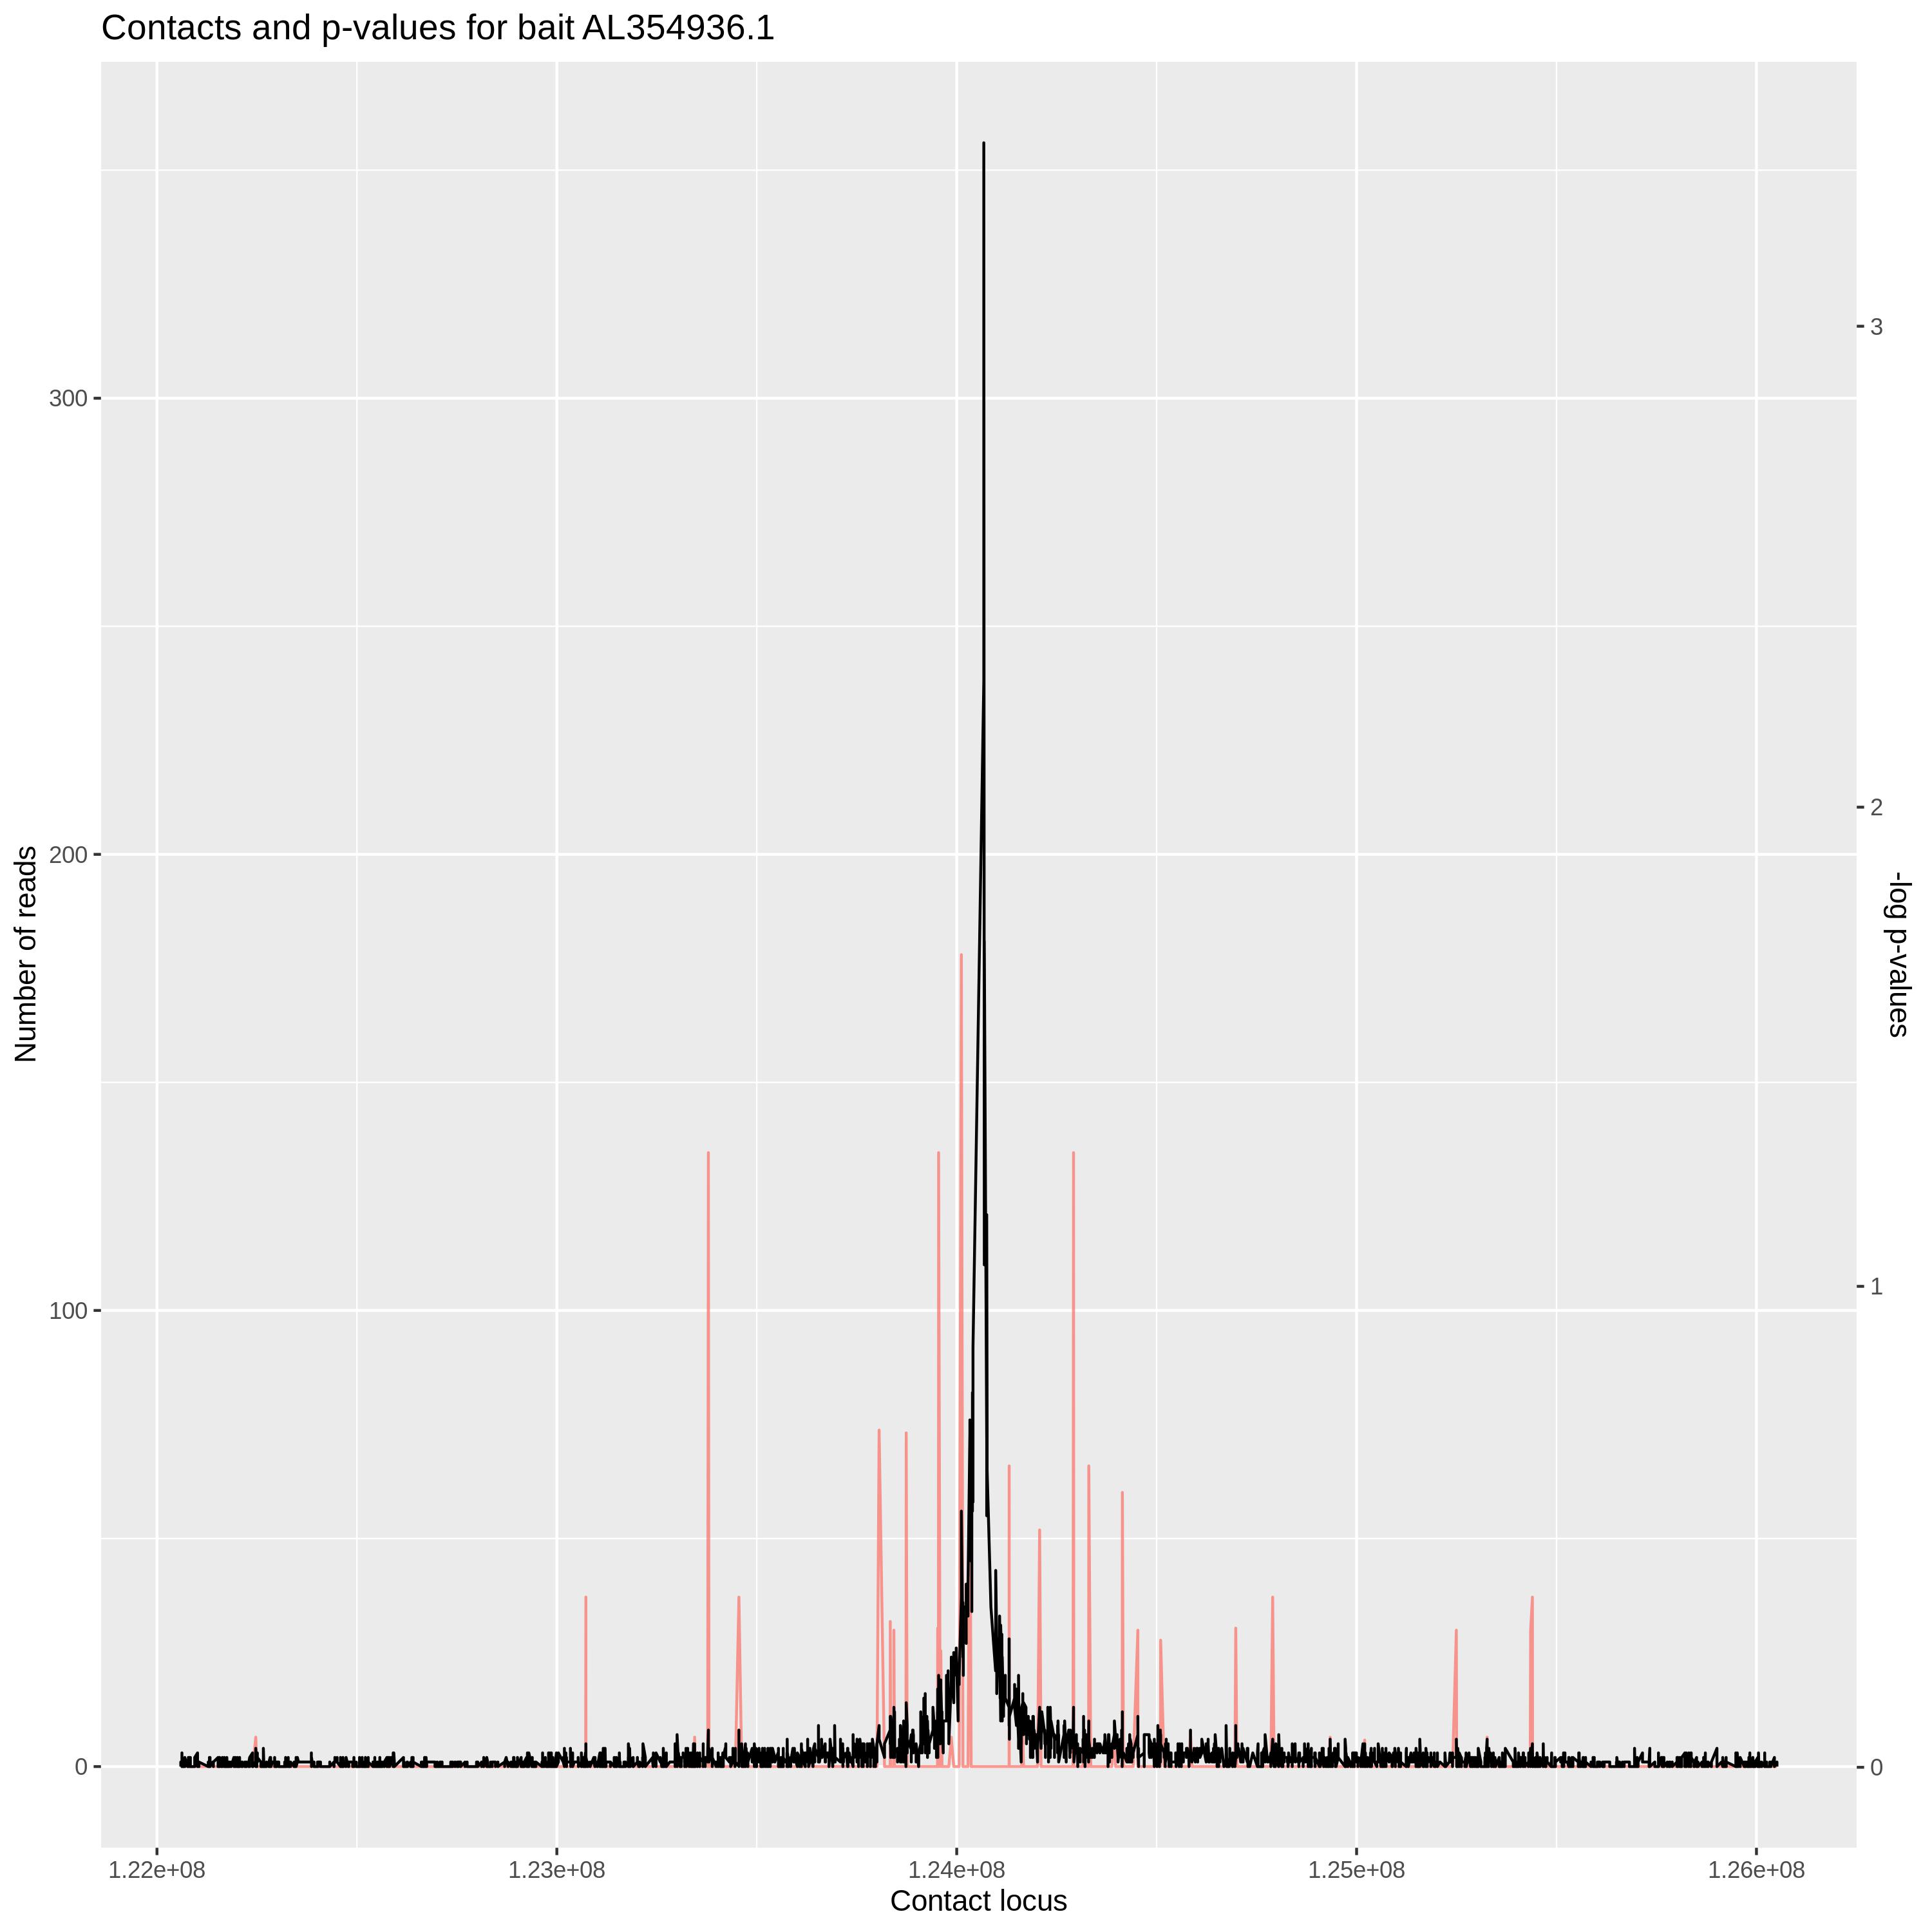 Contacts and p-values for bait AL354936.1
300
200
100
0
Number of reads
3
2
1
0
-log p-values
1.22e+08 1.23e+08 1.24e+08 1.25e+08 1.26e+08
Contact locus